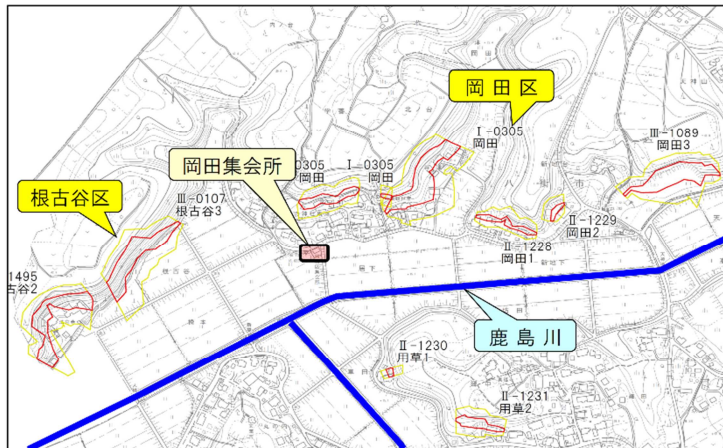 岡田区
Ⅲ-1089
岡田3
Ⅰ-0305
岡田
0305
岡田
Ⅰ-0305
岡田
岡田集会所
Ⅲ-0107
根古谷3
根古谷区
Ⅱ-1229
岡田2
Ⅱ-1228
岡田1
1495
古谷2
鹿島川
Ⅱ-1230
用草1
Ⅱ-1231
用草2